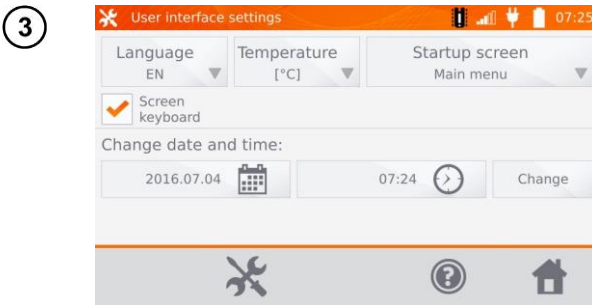 3
User interface settings 07:25
Language Temperature Startup screen
EN [°C] Main menu
Screen
keyboard
Change date and time:
2016.07.04 07:24 Change
?